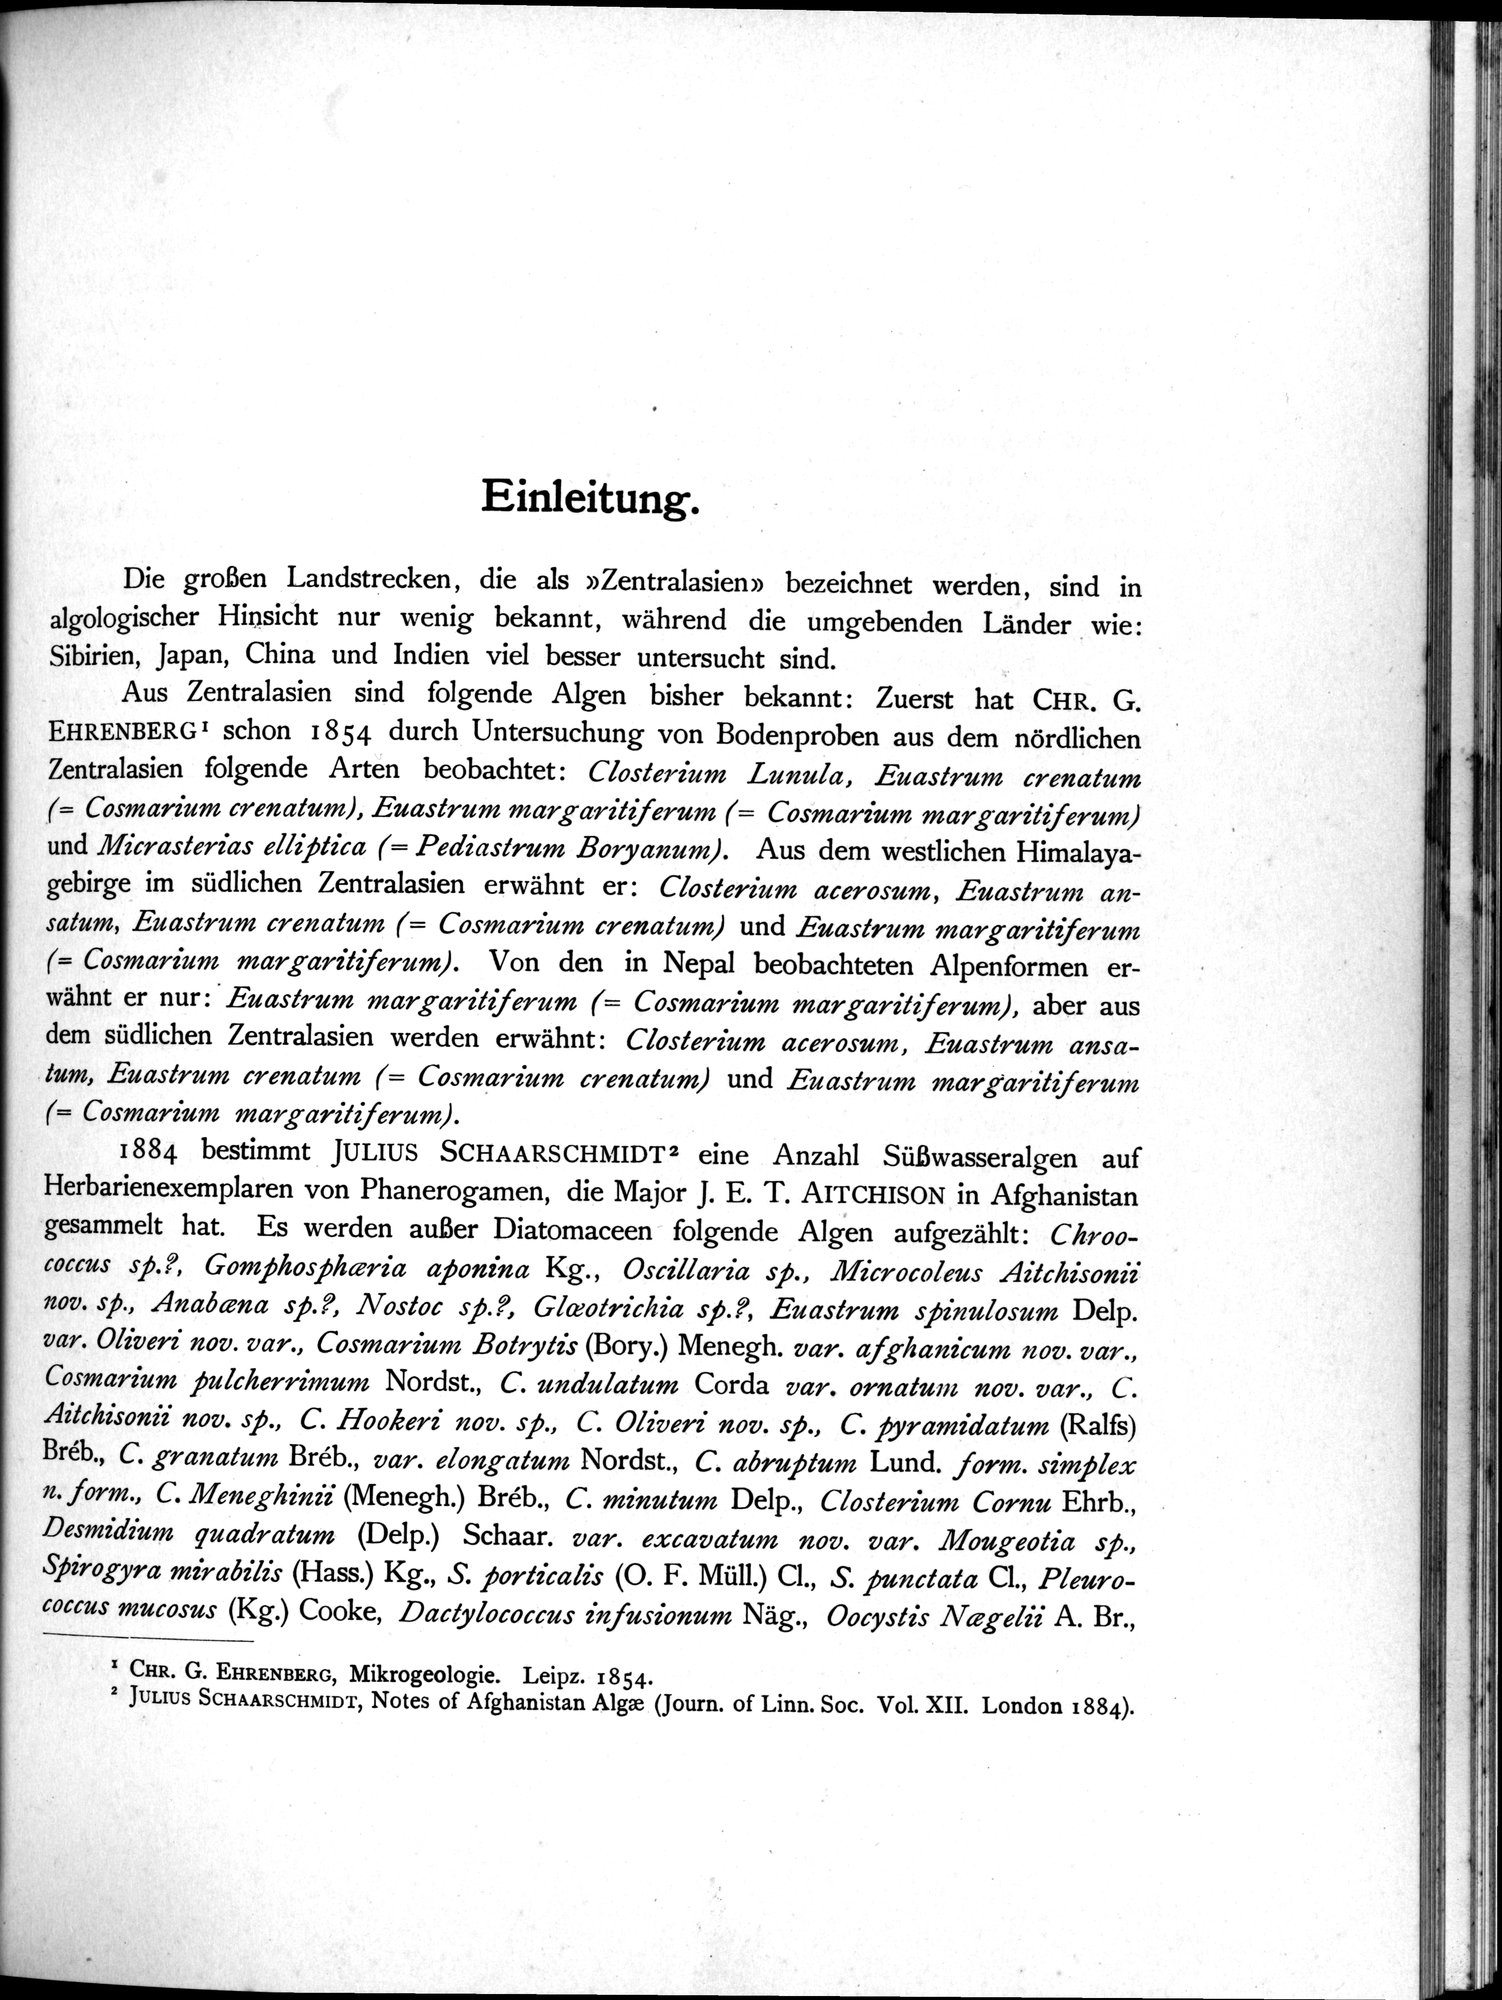 Einleitung.
Die großen Landstrecken, die als »Zentralasien» bezeichnet werden, sind in
algologischer Hinsicht nur wenig bekannt, während die umgebenden Länder wie:
Sibirien, Japan, China und Indien viel besser untersucht sind.
Aus Zentralasien sind folgende Algen bisher bekannt: Zuerst hat CHR. G.
EHRENBERG¹ schon 1854 durch Untersuchung von Bodenproben aus dem nördlichen
Zentralasien folgende Arten beobachtet: Closterium Lunula, Euastrum crenatum
(= Cosmarium crenatum), Euastrum margaritiferum (= Cosmarium margaritiferum)
und Micrasterias elliptica (= Pediastrum Boryanum). Aus dem westlichen Himalaya-
gebirge im südlichen Zentralasien erwähnt er: Closterium acerosum, Euastrum an-
satum, Euastrum crenatum (= Cosmarium crenatum) und Euastrum margaritiferum
(= Cosmarium margaritiferum). Von den in Nepal beobachteten Alpenformen er-
wähnt er nur: Euastrum margaritiferum (= Cosmarium margaritiferum), aber aus
dem südlichen Zentralasien werden erwähnt: Closterium acerosum, Euastrum ansa-
tum, Euastrum crenatum (= Cosmarium crenatum) und Euastrum margaritiferum
(= Cosmarium margaritiferum).
1884 bestimmt JULIUS SCHAARSCHMIDT² eine Anzahl Süßwasseralgen auf
Herbarienexemplaren von Phanerogamen, die Major J. E. T. AITCHISON in Afghanistan
gesammelt hat. Es werden außer Diatomaceen folgende Algen aufgezählt: Chroo-
coccus sp.?, Gomphosphæria aponina Kg., Oscillaria sp., Microcoleus Aitchisonii
nov. sp., Anabæna sp.?, Nostoc sp.?, Glœotrichia sp.?, Euastrum spinulosum Delp.
var. Oliveri nov. var., Cosmarium Botrytis (Bory.) Menegh. var. afghanicum nov. var.,
Cosmarium pulcherrimum Nordst., C. undulatum Corda var. ornatum nov. var., C.
Aitchisonii nov. sp., C. Hookeri nov. sp., C. Oliveri nov. sp., C. pyramidatum (Ralfs)
Bréb., C. granatum Bréb., var. elongatum Nordst., C. abruptum Lund. form. simplex
n. form., C. Meneghinii (Menegh.) Bréb., C. minutum Delp., Closterium Cornu Ehrb.,
Desmidium quadratum (Delp.) Schaar. var. excavatum nov. var. Mougeotia sp.,
Spirogyra mirabilis (Hass.) Kg., S. porticalis (O. F. Müll.) Cl., S. punctata Cl., Pleuro-
coccus mucosus (Kg.) Cooke, Dactylococcus infusionum Näg., Oocystis Nægelii A. Br.,
¹ CHR. G. EHRENBERG, Mikrogeologie. Leipz. 1854.
² JULIUS SCHAARSCHMIDT, Notes of Afghanistan Algæ (Journ. of Linn. Soc. Vol. XII. London 1884).